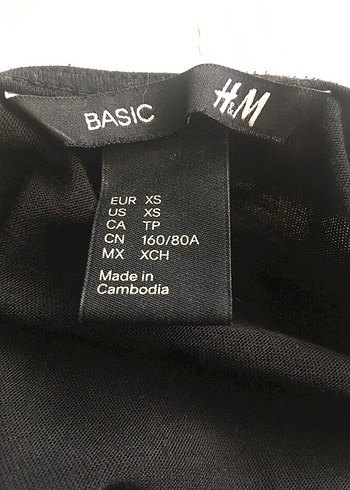 BASIC
H&M
EUR XS
US XS
CA TP
CN 160/80A
MX XCH
Made in
Cambodia